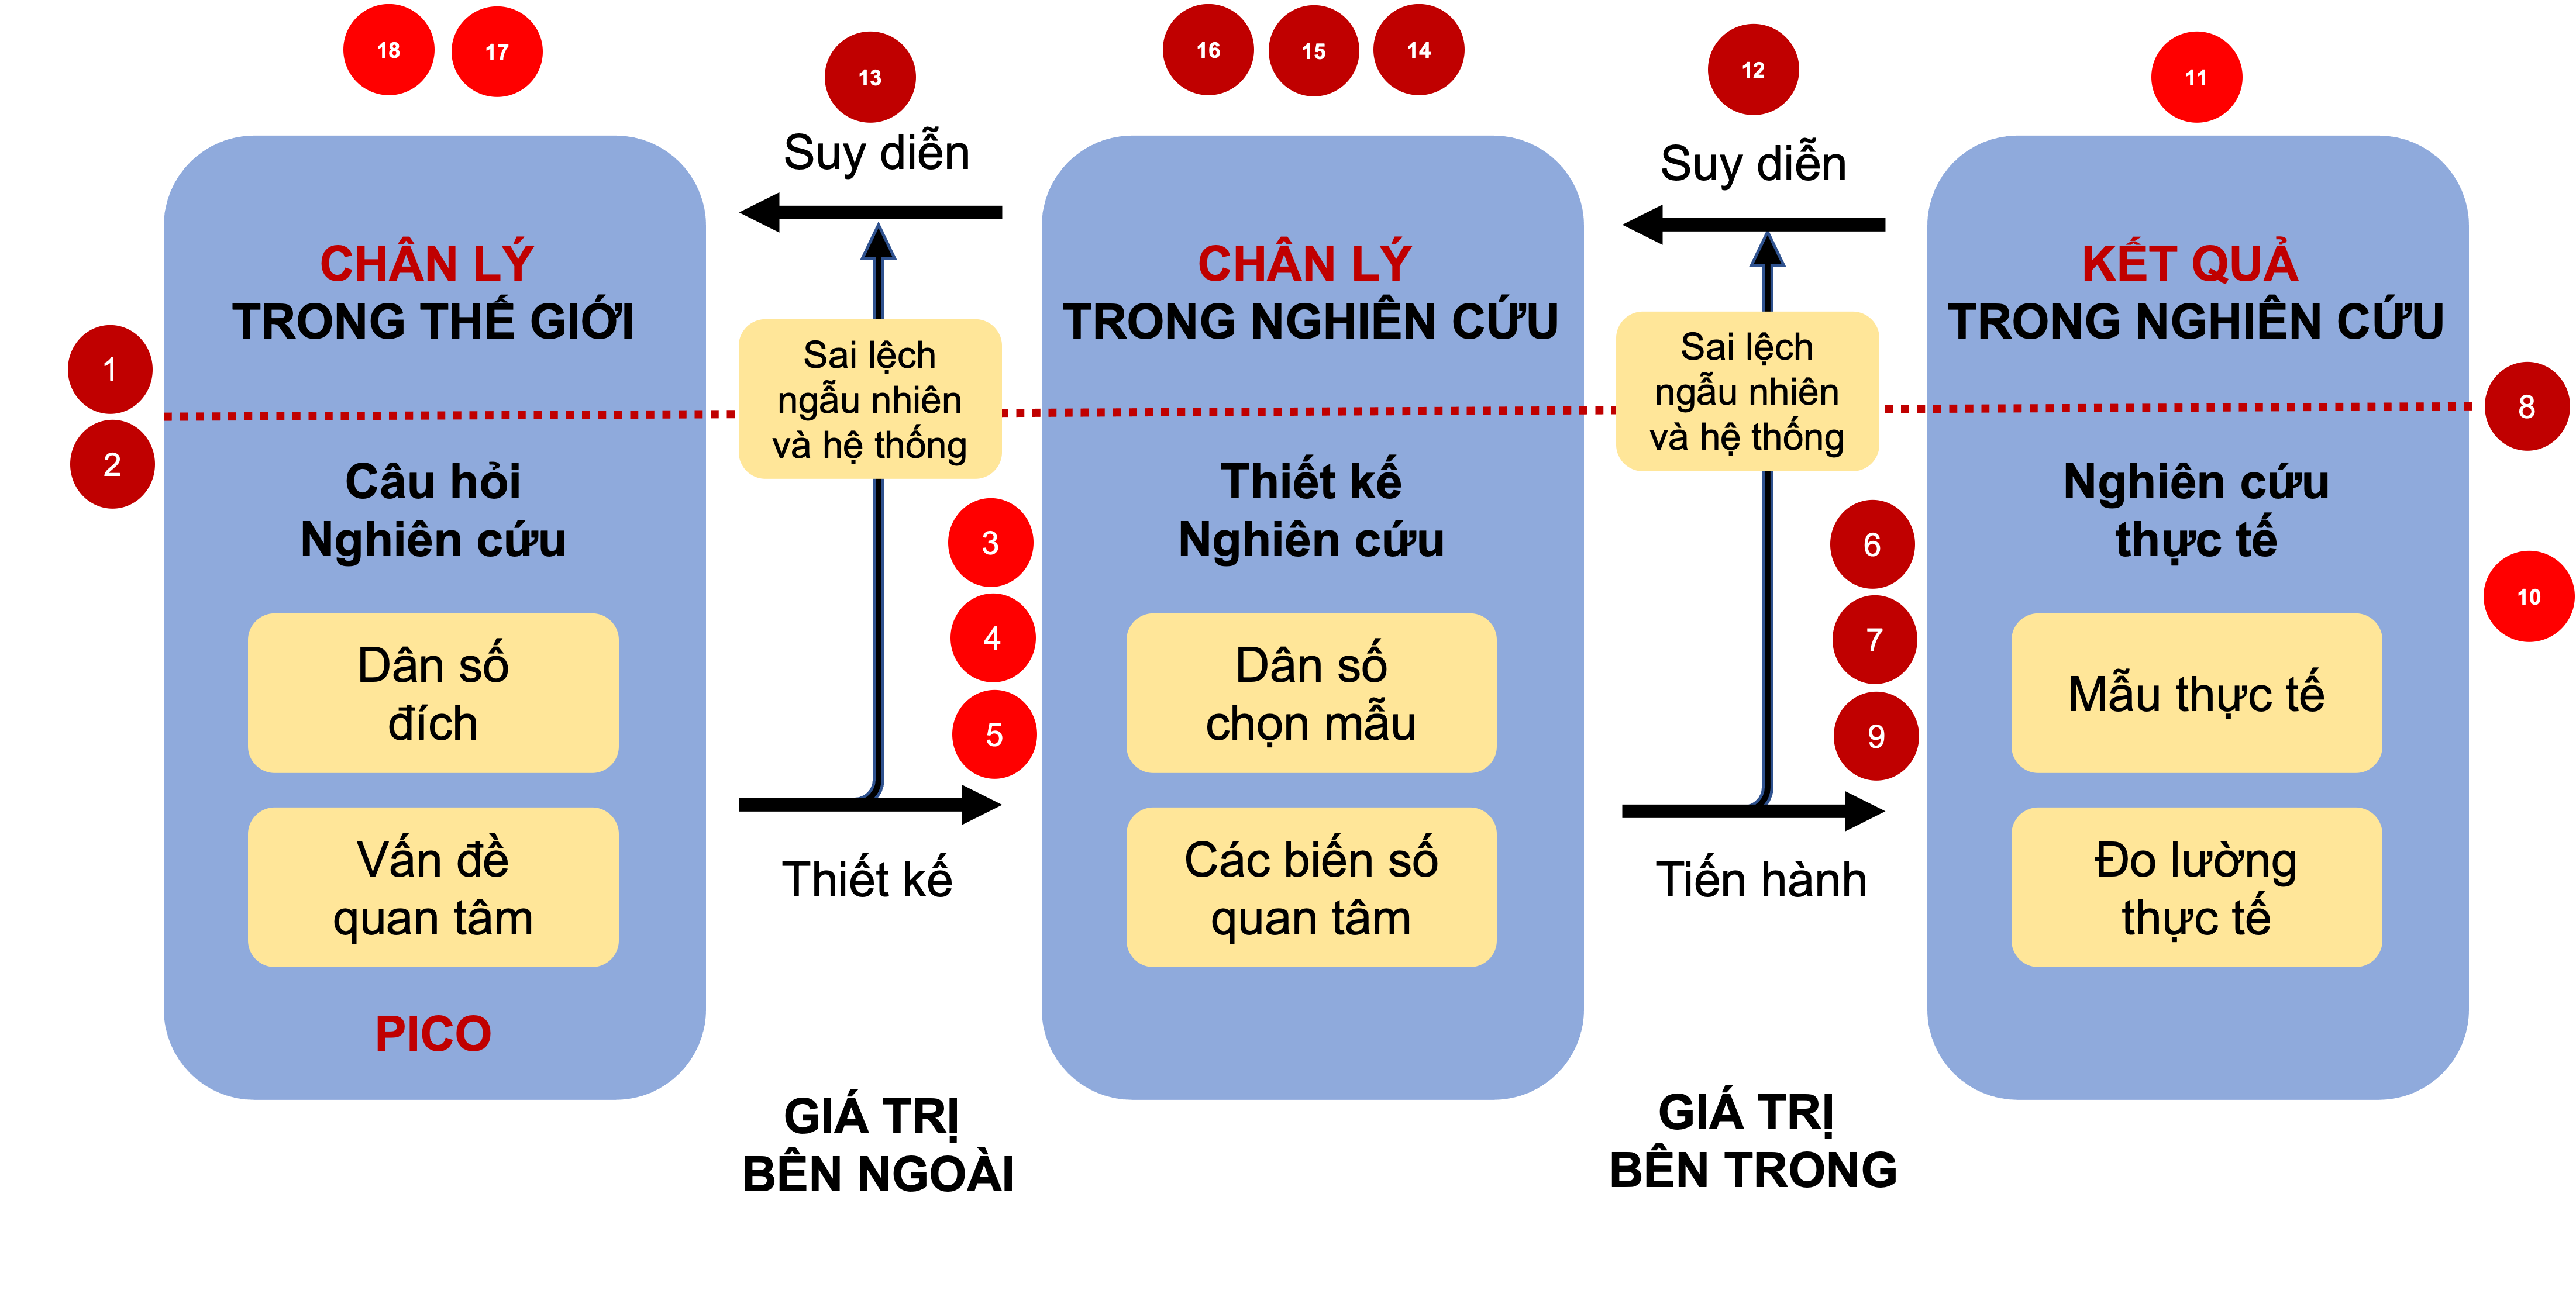 18
17
13
16
15
14
12
11
Suy diễn
Suy diễn
CHÂN LÝ
TRONG THẾ GIỚI
CHÂN LÝ
TRONG NGHIÊN CỨU
KẾT QUẢ
TRONG NGHIÊN CỨU
1
2
Sai lệch
ngẫu nhiên
và hệ thống
Sai lệch
ngẫu nhiên
và hệ thống
8
Câu hỏi
Nghiên cứu
Thiết kế
Nghiên cứu
Nghiên cứu
thực tế
3
4
5
6
7
9
10
Dân số
đích
Dân số
chọn mẫu
Mẫu thực tế
Vấn đề
quan tâm
Thiết kế
Các biến số
quan tâm
Tiến hành
Đo lường
thực tế
PICO
GIÁ TRỊ
BÊN NGOÀI
GIÁ TRỊ
BÊN TRONG